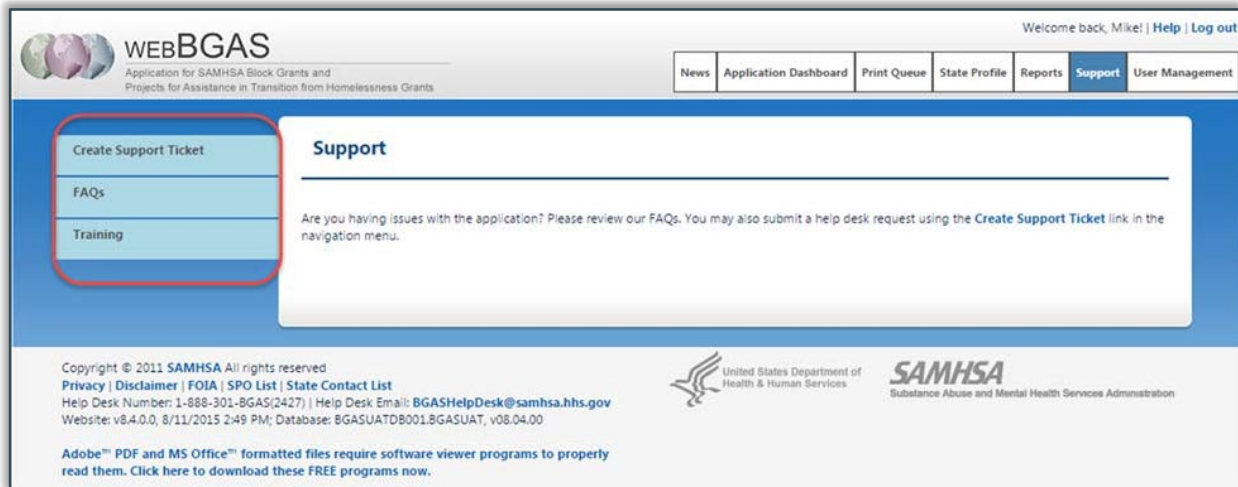 Welcome back, Mike! | Help | Log out
WEBBGAS
Application for SAMHSA Block Grants and
Projects for Assistance in Transition from Homelessness Grants
News Application Dashboard Print Queue State Profile Reports Support User Management
Create Support Ticket
FAQs
Training
Support
Are you having issues with the application? Please review our FAQs. You may also submit a help desk request using the Create Support Ticket link in the
navigation menu.
Copyright © 2011 SAMHSA All rights reserved
Privacy | Disclaimer | FOIA | SPO List | State Contact List
Help Desk Number: 1-888-301-BGAS(2427) | Help Desk Email: BGASHelpDesk@samhsa.hhs.gov
Website: v8.4.0.0, 8/11/2015 2:49 PM; Database: BGASUATDB001.BGASUAT, v08.04.00
Adobe™ PDF and MS Office™ formatted files require software viewer programs to properly
read them. Click here to download these FREE programs now.
United States Department of
Health & Human Services
SAMHSA
Substance Abuse and Mental Health Services Administration